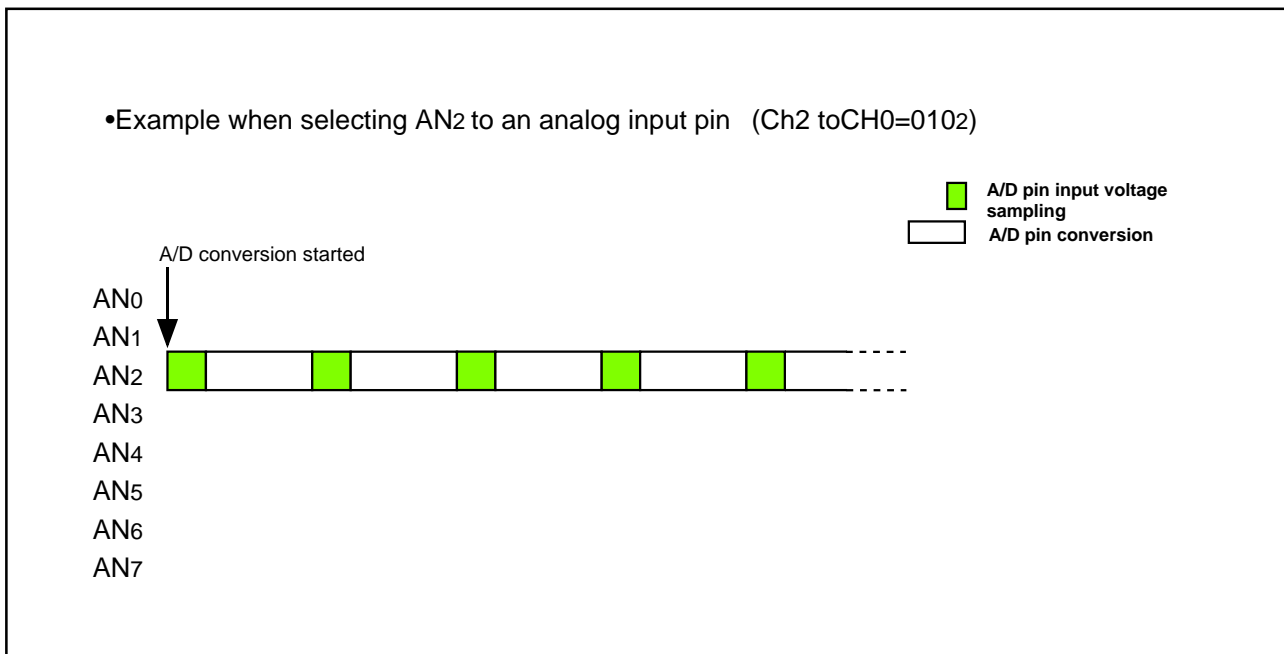 •Example when selecting AN2 to an analog input pin (Ch2 toCH0=0102)
A/D pin input voltage
sampling
A/D pin conversion
A/D conversion started
AN0
AN1
AN2
AN3
AN4
AN5
AN6
AN7